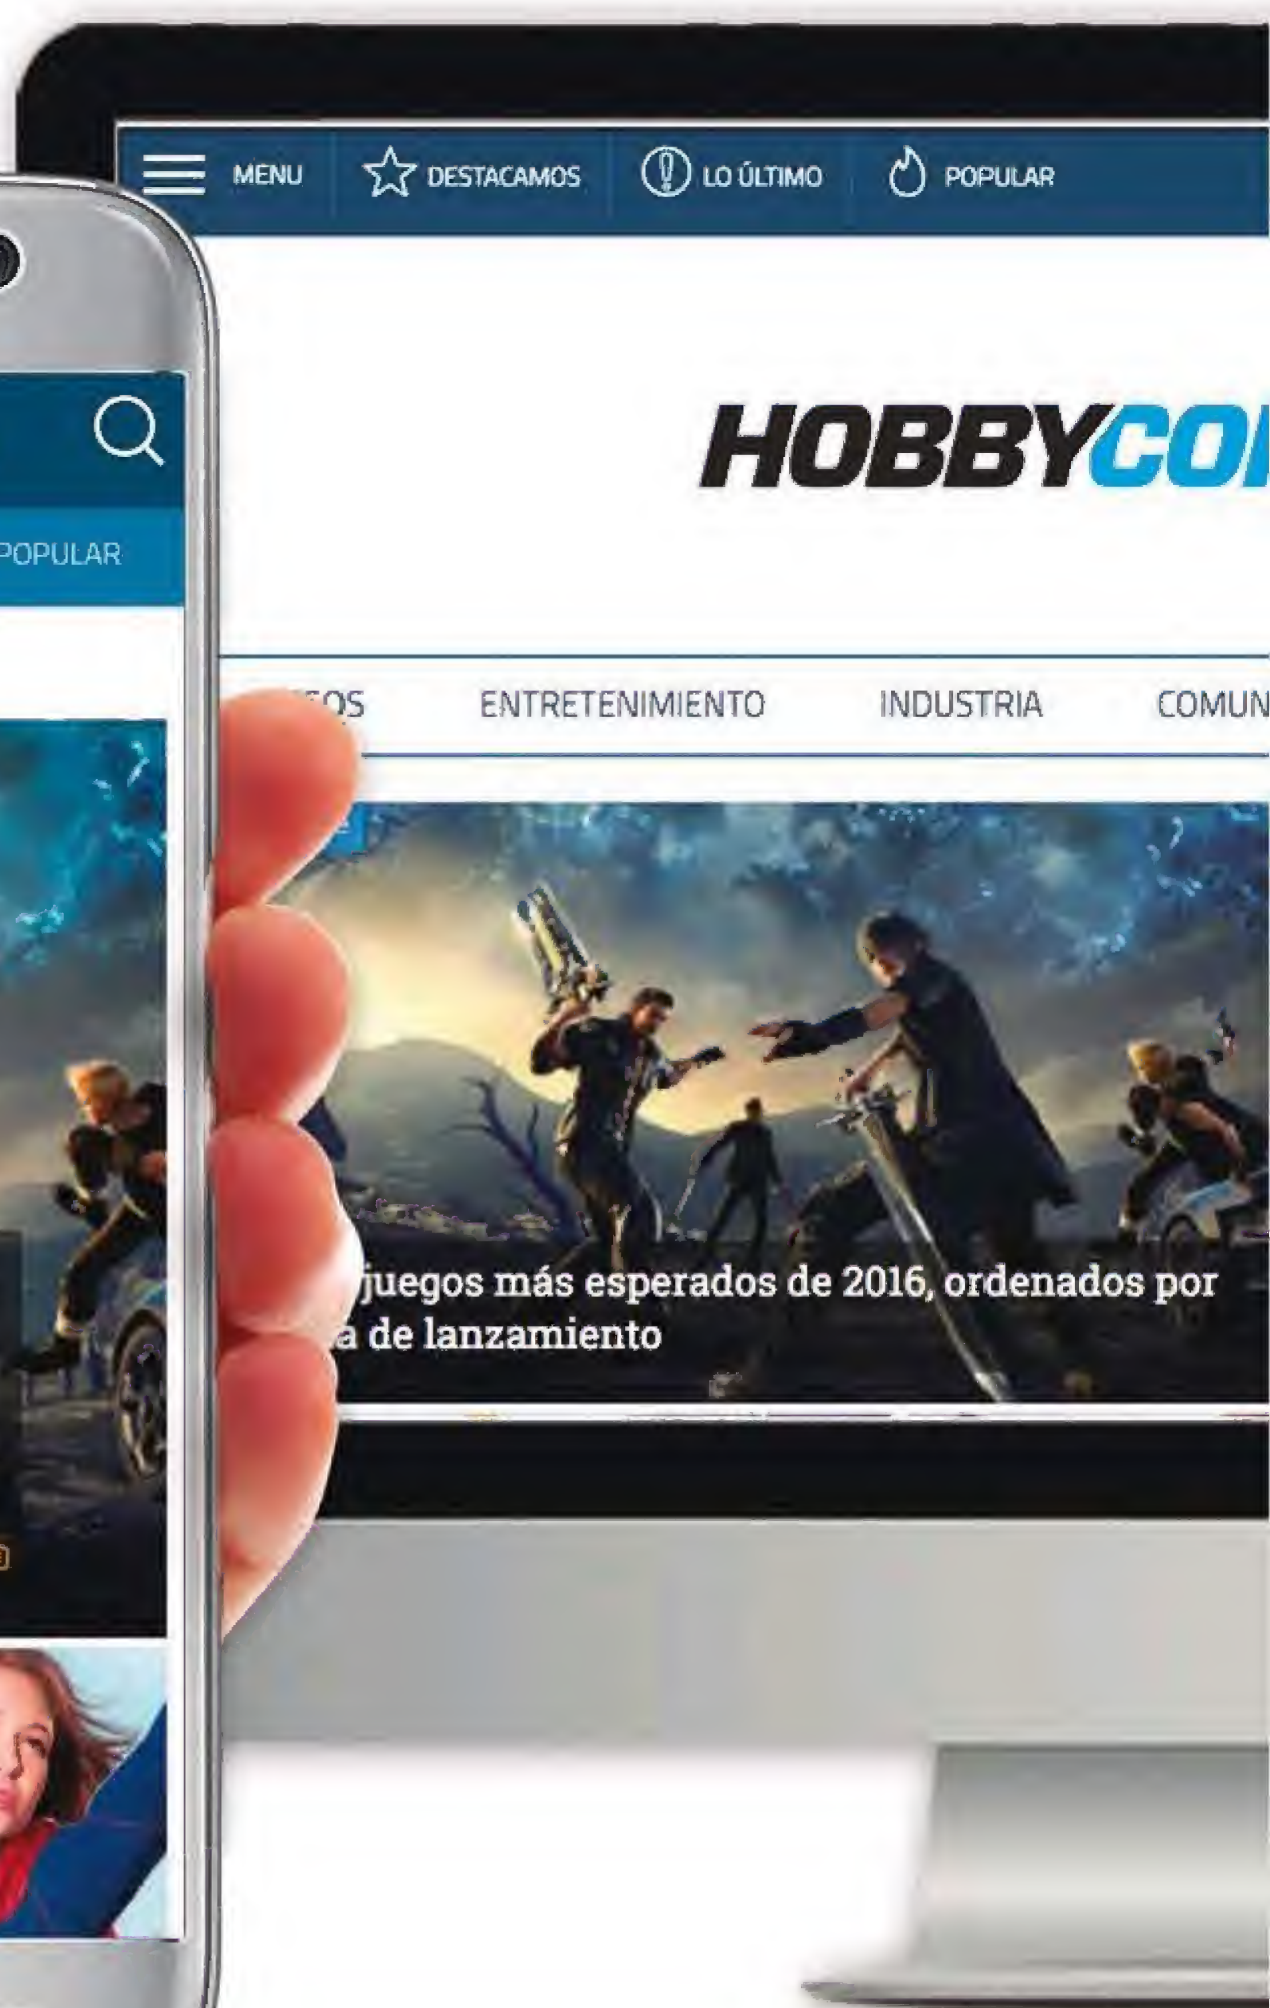 MENU
DESTACAMOS
LO ÚLTIMO
POPULAR
HOBBYCO
POPULAR
ENTRETENIMIENTO
INDUSTRIA
COMUN
juegos más esperados de 2016, ordenados por
a de lanzamiento